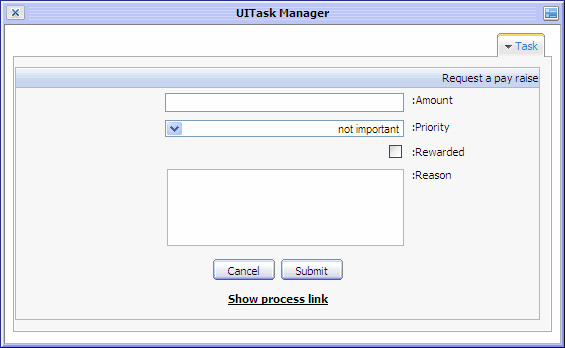 UITask Manager
Task
Request a pay raise
:Amount
:Priority
not important
:Rewarded
:Reason
Submit
Cancel
Show process link